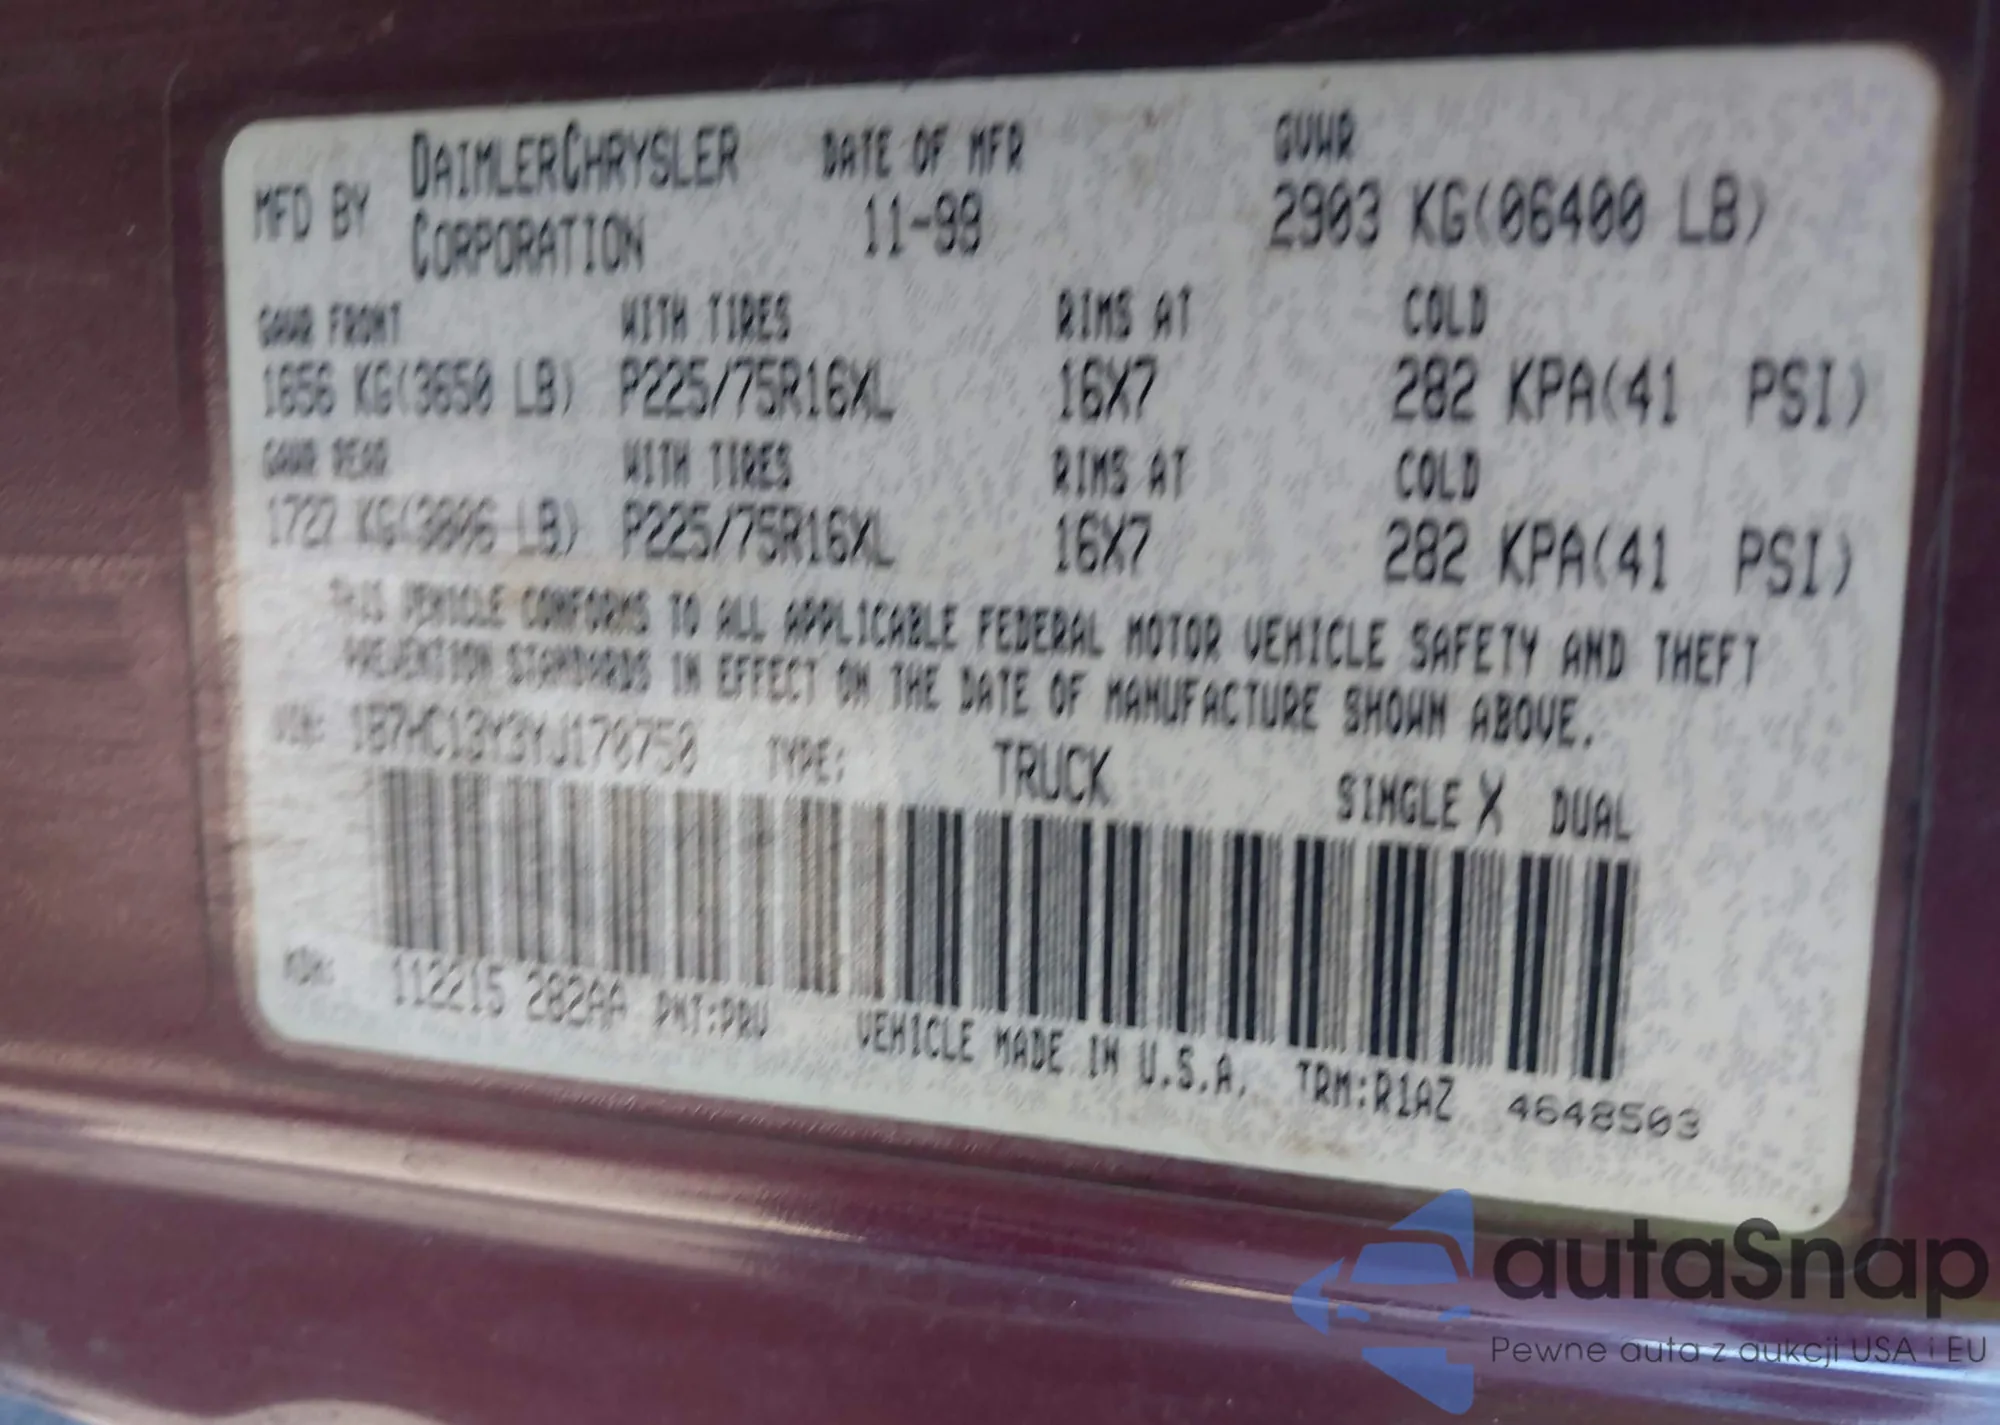 MFD BY DAIMLERCHRYSLER CORPORATION DATE OF MFR 11-99 GVWR 2903 KG(06400 LB)
GAWR FRONT WITH TIRES RIMS AT COLD
1656 KG(3650 LB) P225/75R16XL 16X7 282 KPA(41 PSI)
GAWR REAR WITH TIRES RIMS AT COLD
1727 KG(3806 LB) P225/75R16XL 16X7 282 KPA(41 PSI)
THIS VEHICLE CONFORMS TO ALL APPLICABLE FEDERAL MOTOR VEHICLE SAFETY AND THEFT
PREVENTION STANDARDS IN EFFECT ON THE DATE OF MANUFACTURE SHOWN ABOVE.
VIN: 1B7HC13Y3YJ170750 TYPE: TRUCK SINGLE X DUAL
MDH: 112215 282AA PNT:PRV VEHICLE MADE IN U.S.A. TRM:R1AZ 4648503
autaSnap
Pewne auta z aukcji USA i EU